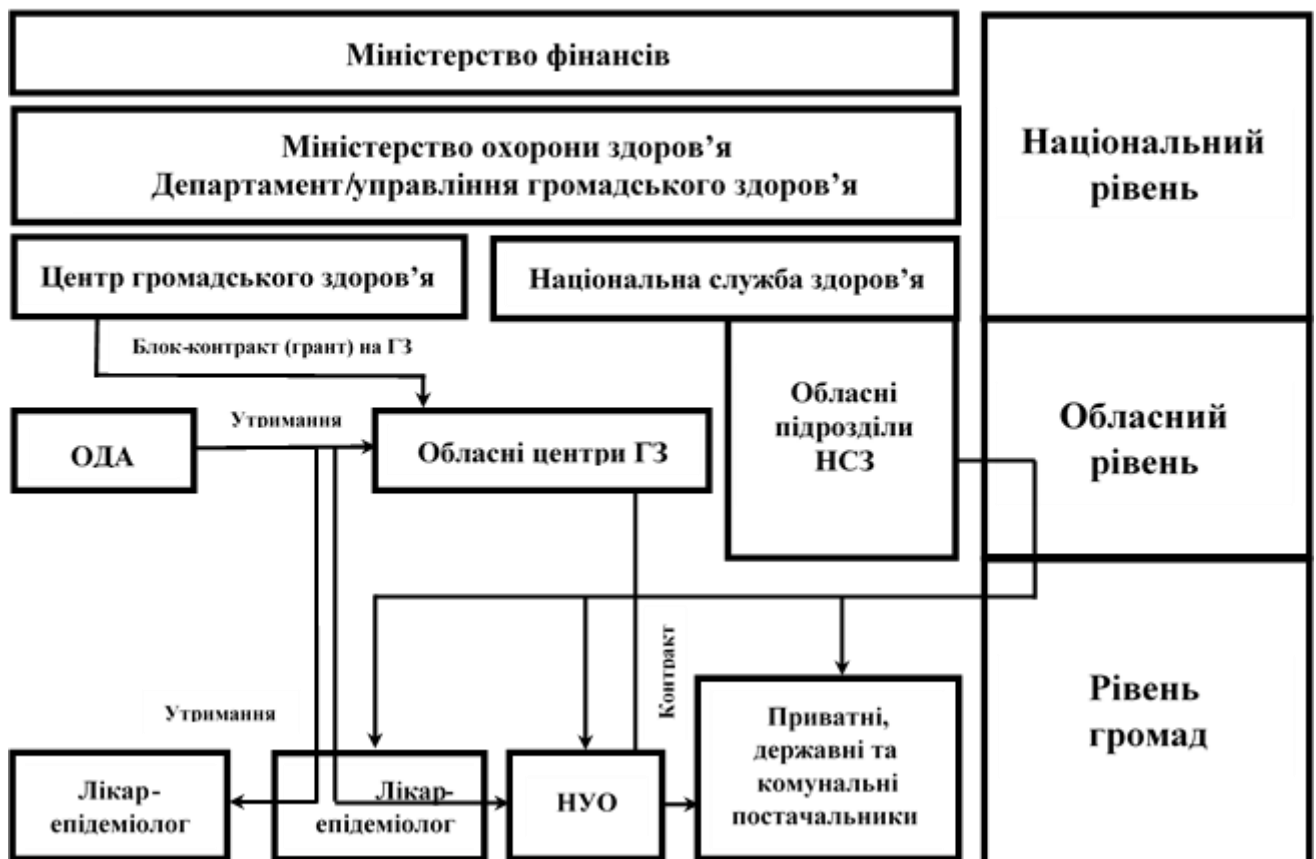 Міністерство фінансів
Міністерство охорони здоров’я
Департамент/управління громадського здоров’я
Національний
рівень
Центр громадського здоров’я
Національна служба здоров’я
Блок-контракт (грант) на ГЗ
ОДА
Утримання
Обласні центри ГЗ
Обласні
підрозділи
НСЗ
Обласний
рівень
Утримання
Контракт
Лікар-
епідеміолог
Лікар-
епідеміолог
НУО
Приватні,
державні та
комунальні
постачальники
Рівень
громад